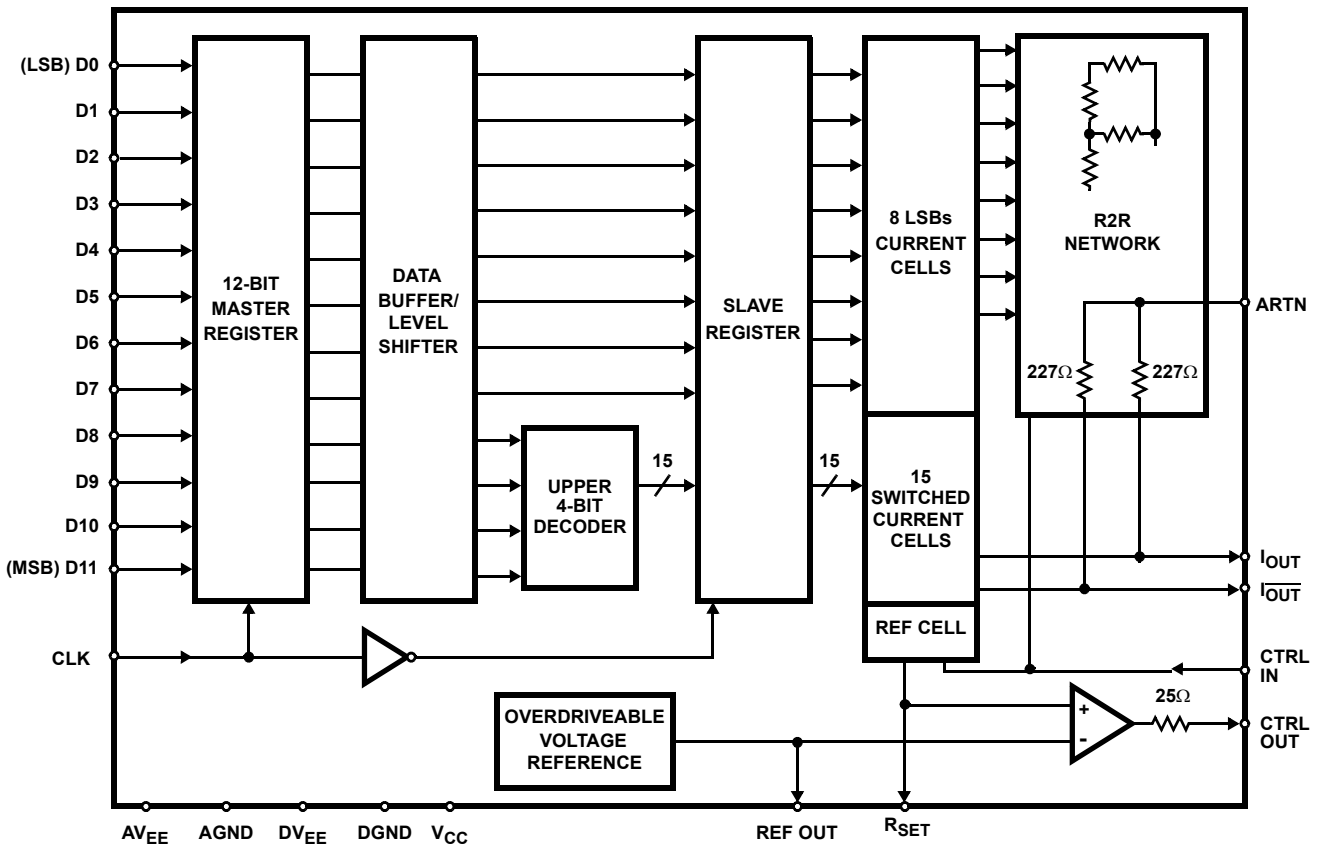 (LSB) D0
D1
D2
D3
D4
D5
D6
D7
D8
D9
D10
(MSB) D11
CLK
12-BIT
MASTER
REGISTER
DATA
BUFFER/
LEVEL
SHIFTER
UPPER
4-BIT
DECODER
15
SLAVE
REGISTER
15
8 LSBs
CURRENT
CELLS
15
SWITCHED
CURRENT
CELLS
REF CELL
R2R
NETWORK
227Ω
227Ω
ARTN
IOUT
I\overline{OUT}
CTRL
IN
25Ω
CTRL
OUT
+
-
OVERDRIVEABLE
VOLTAGE
REFERENCE
AVEE
AGND
DVEE
DGND
VCC
REF OUT
RSET